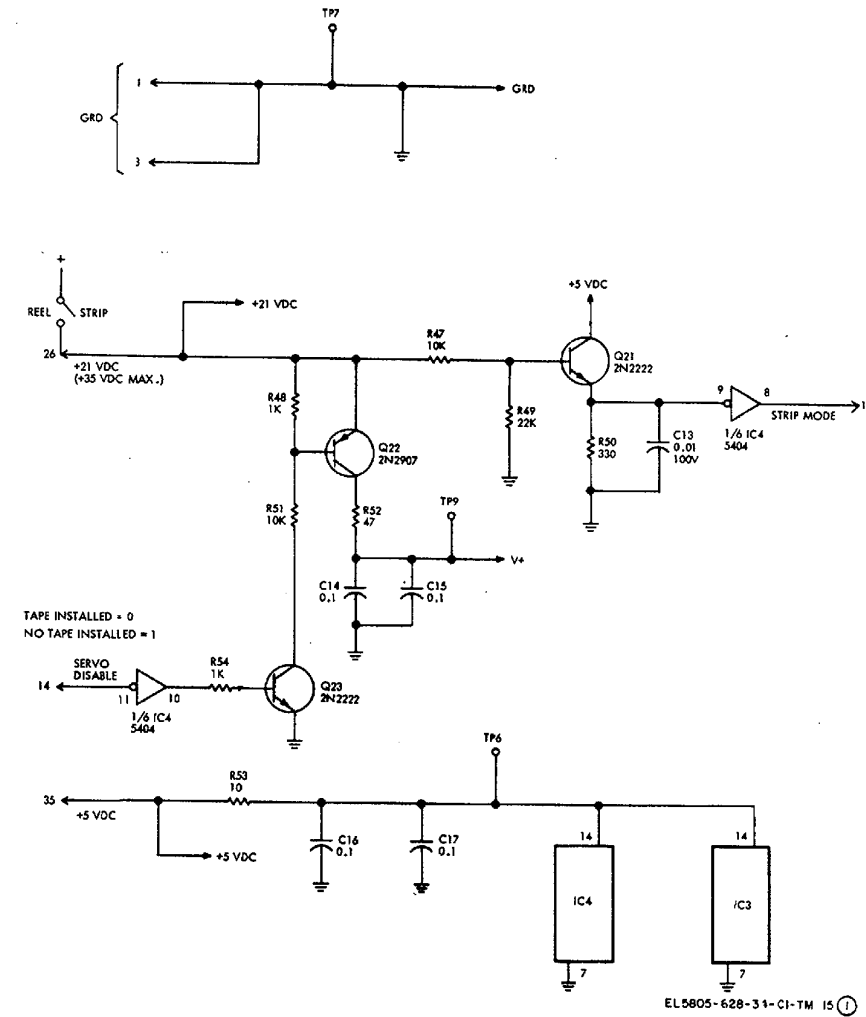 TP7
1
GRD
GRD
3
+
REEL
STRIP
+21 VDC
26
+21 VDC
(+35 VDC MAX.)
+5 VDC
R47
10K
Q21
2N2222
R48
1K
R49
22K
9
8
STRIP MODE
1
1/6 IC4
5404
R50
330
C13
0.01
100V
Q22
2N2907
R51
10K
R52
47
TP9
V+
C14
0.1
C15
0.1
TAPE INSTALLED = 0
NO TAPE INSTALLED = 1
SERVO
DISABLE
14
11
10
1/6 IC4
5404
R54
1K
Q23
2N2222
TP6
35
+5 VDC
R53
10
+5 VDC
C16
0.1
C17
0.1
14
IC4
7
14
IC3
7
EL5805-628-34-C1-TM 15 1